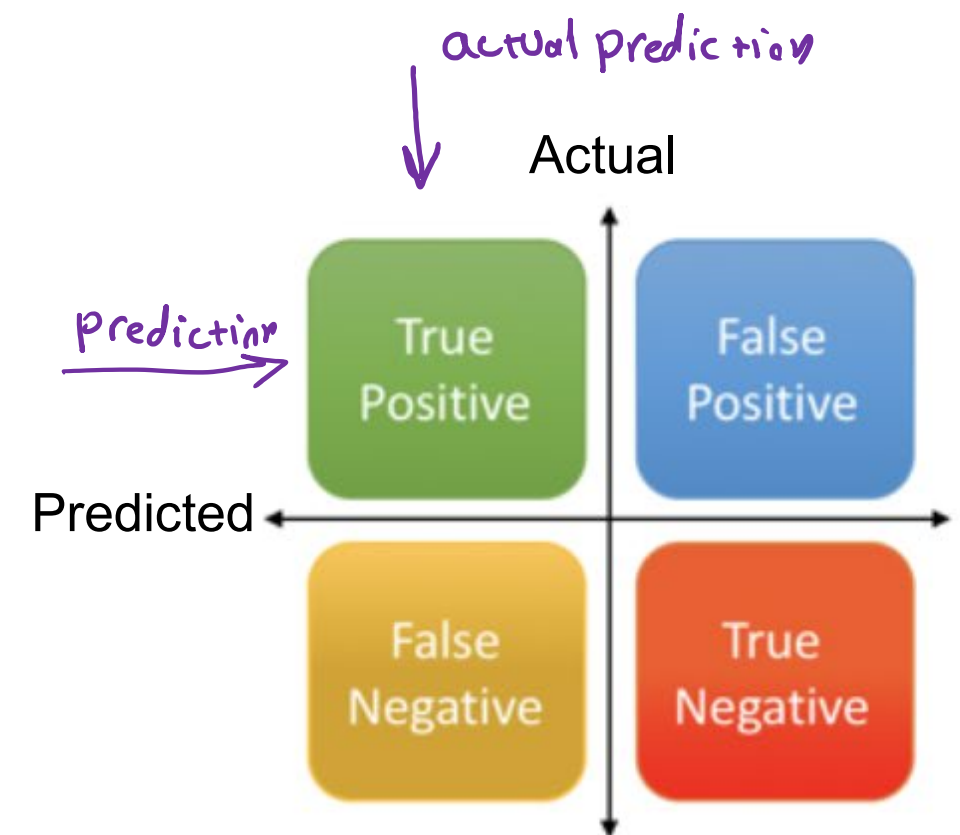 actual prediction
Actual
prediction
True
Positive
False
Positive
Predicted
False
Negative
True
Negative